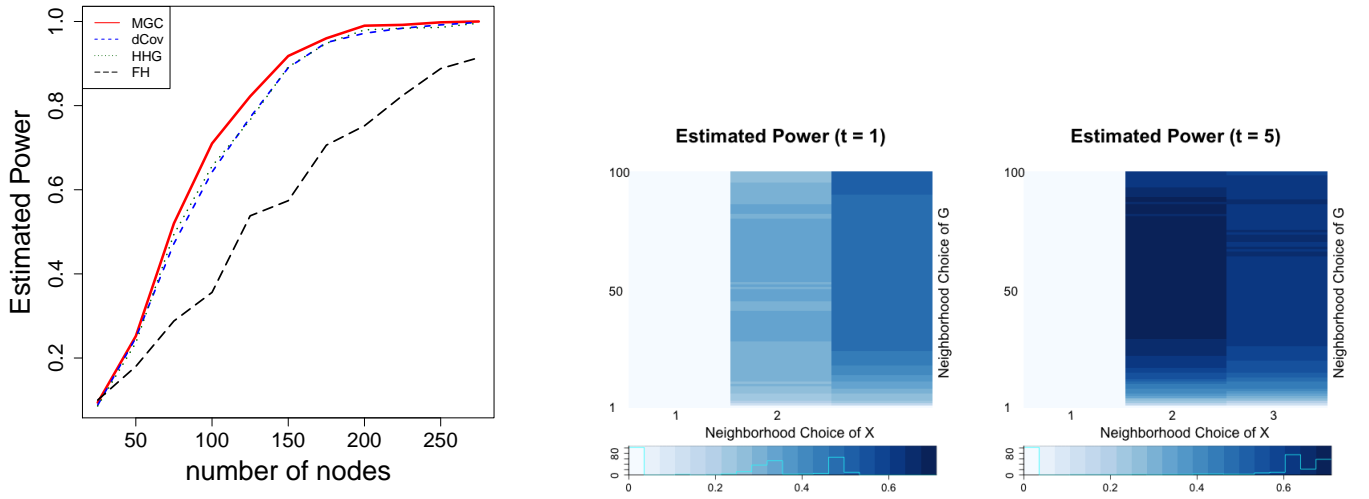 MGC
dCov
HHG
FH
Estimated Power
0.2
0.4
0.6
0.8
1.0
50
100
150
200
250
number of nodes
Estimated Power (t = 1)
100
50
1
1
2
Neighborhood Choice of X
Neighborhood Choice of G
0 80
0
0.2
0.4
0.6
Estimated Power (t = 5)
100
50
1
1
2
3
Neighborhood Choice of X
Neighborhood Choice of G
0 80
0
0.2
0.4
0.6